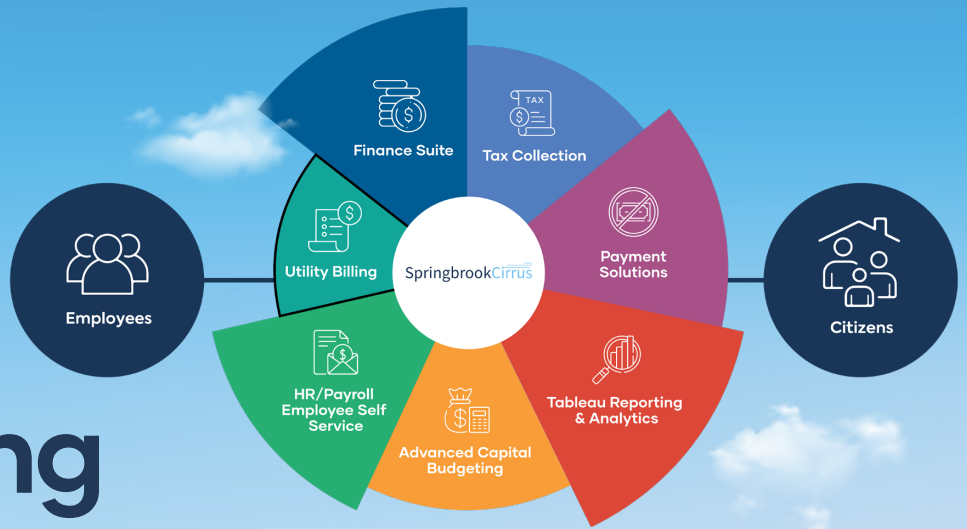 TAX
Finance Suite
Tax Collection
Utility Billing
Payment
Solutions
SpringbrookCirrus
Employees
Citizens
HR/Payroll
Employee Self
Service
Tableau Reporting
& Analytics
Advanced Capital
Budgeting
ng